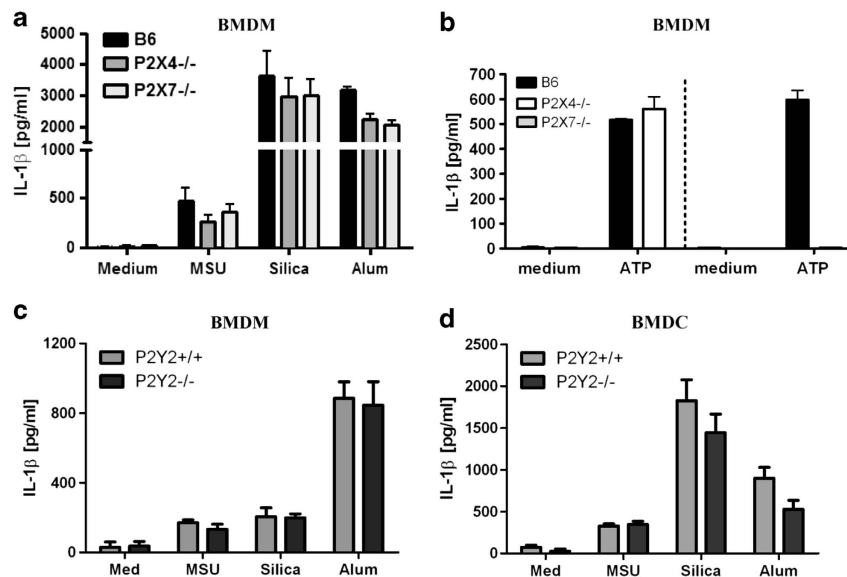 a
BMDM
B6
P2X4-/-
P2X7-/-
IL-1β [pg/ml]
5000
4000
3000
2000
1000
500
0
Medium MSU Silica Alum
b
BMDM
B6
P2X4-/-
P2X7-/-
IL-1β [pg/ml]
700
600
500
400
300
200
100
0
medium ATP medium ATP
c
BMDM
P2Y2+/+
P2Y2-/-
IL-1β [pg/ml]
1200
800
400
0
Med MSU Silica Alum
d
BMDC
P2Y2+/+
P2Y2-/-
IL-1β [pg/ml]
2500
2000
1500
1000
500
0
Med MSU Silica Alum